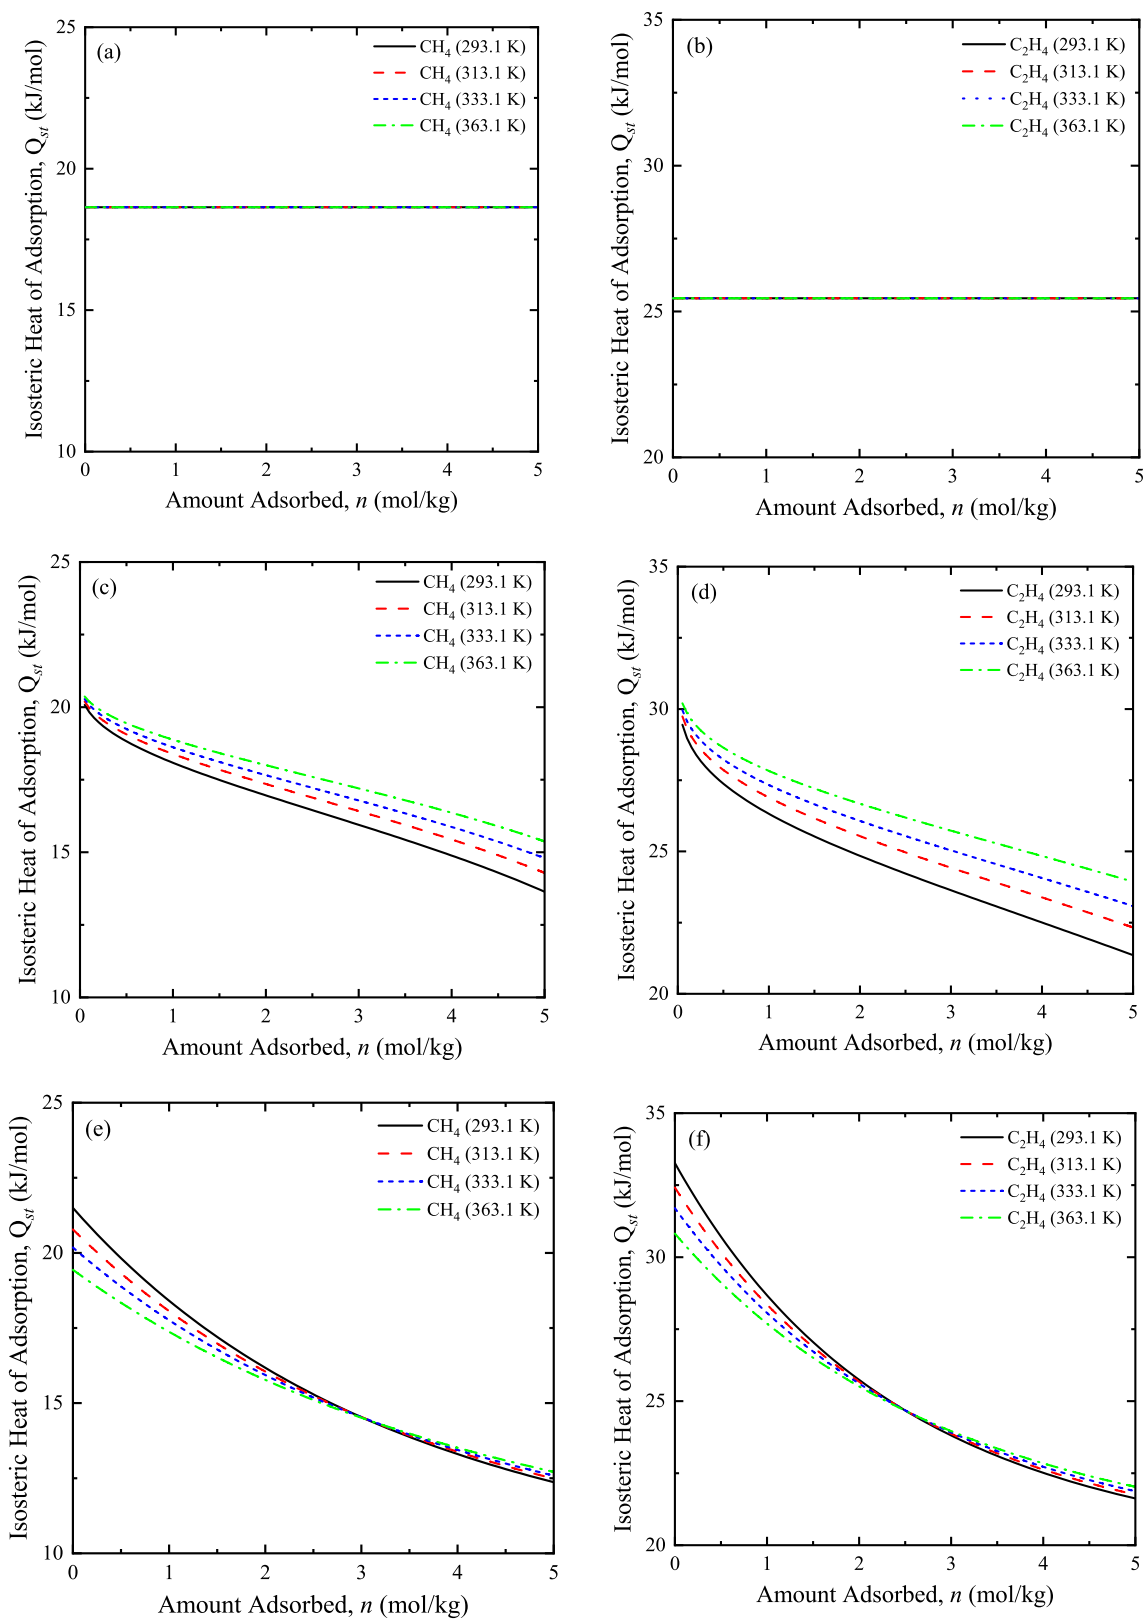 (a)
CH₄ (293.1 K)
CH₄ (313.1 K)
CH₄ (333.1 K)
CH₄ (363.1 K)
Isosteric Heat of Adsorption, Qst (kJ/mol)
25
20
15
10
0 1 2 3 4 5
Amount Adsorbed, n (mol/kg)
(b)
C₂H₄ (293.1 K)
C₂H₄ (313.1 K)
C₂H₄ (333.1 K)
C₂H₄ (363.1 K)
Isosteric Heat of Adsorption, Qst (kJ/mol)
35
30
25
20
0 1 2 3 4 5
Amount Adsorbed, n (mol/kg)
(c)
CH₄ (293.1 K)
CH₄ (313.1 K)
CH₄ (333.1 K)
CH₄ (363.1 K)
Isosteric Heat of Adsorption, Qst (kJ/mol)
25
20
15
10
0 1 2 3 4 5
Amount Adsorbed, n (mol/kg)
(d)
C₂H₄ (293.1 K)
C₂H₄ (313.1 K)
C₂H₄ (333.1 K)
C₂H₄ (363.1 K)
Isosteric Heat of Adsorption, Qst (kJ/mol)
35
30
25
20
0 1 2 3 4 5
Amount Adsorbed, n (mol/kg)
(e)
CH₄ (293.1 K)
CH₄ (313.1 K)
CH₄ (333.1 K)
CH₄ (363.1 K)
Isosteric Heat of Adsorption, Qst (kJ/mol)
25
20
15
10
0 1 2 3 4 5
Amount Adsorbed, n (mol/kg)
(f)
C₂H₄ (293.1 K)
C₂H₄ (313.1 K)
C₂H₄ (333.1 K)
C₂H₄ (363.1 K)
Isosteric Heat of Adsorption, Qst (kJ/mol)
35
30
25
20
0 1 2 3 4 5
Amount Adsorbed, n (mol/kg)